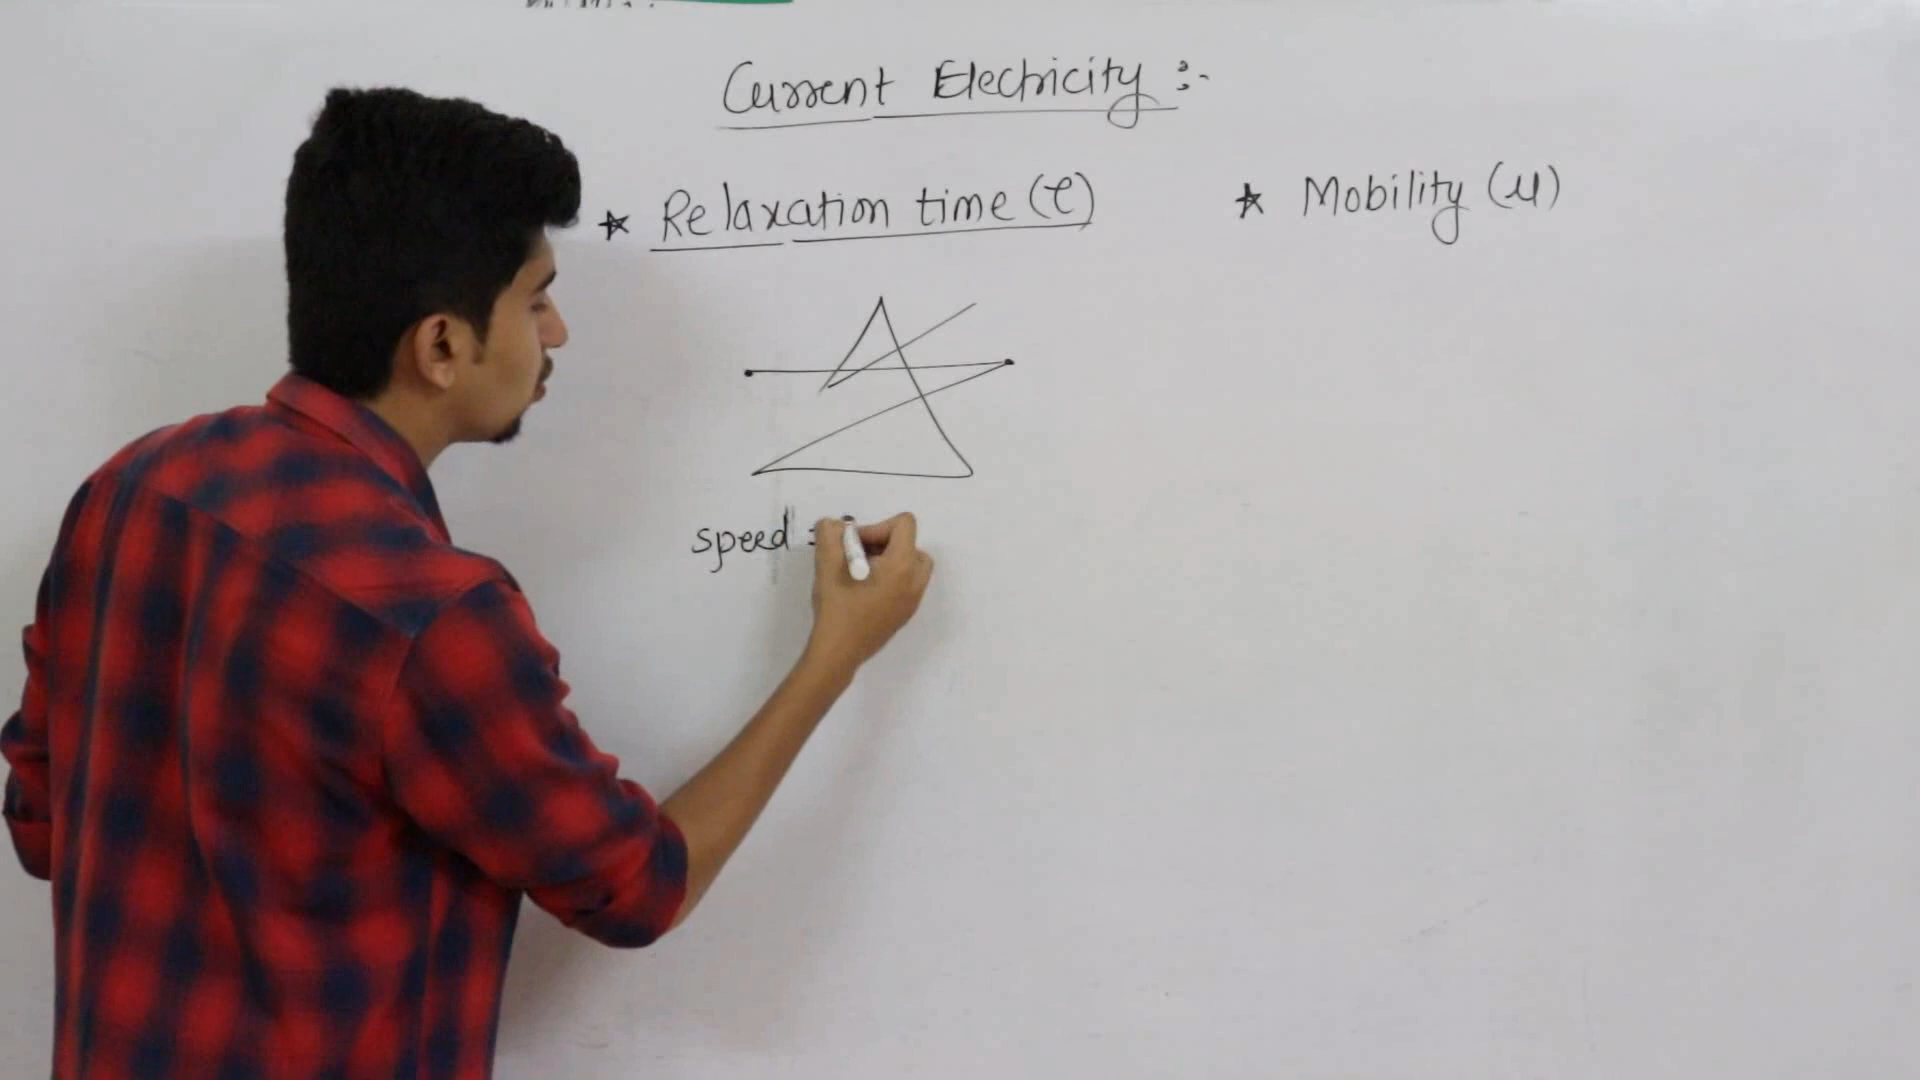 Current Electricity :-
★ Relaxation time (τ)
★ Mobility (μ)
speed =